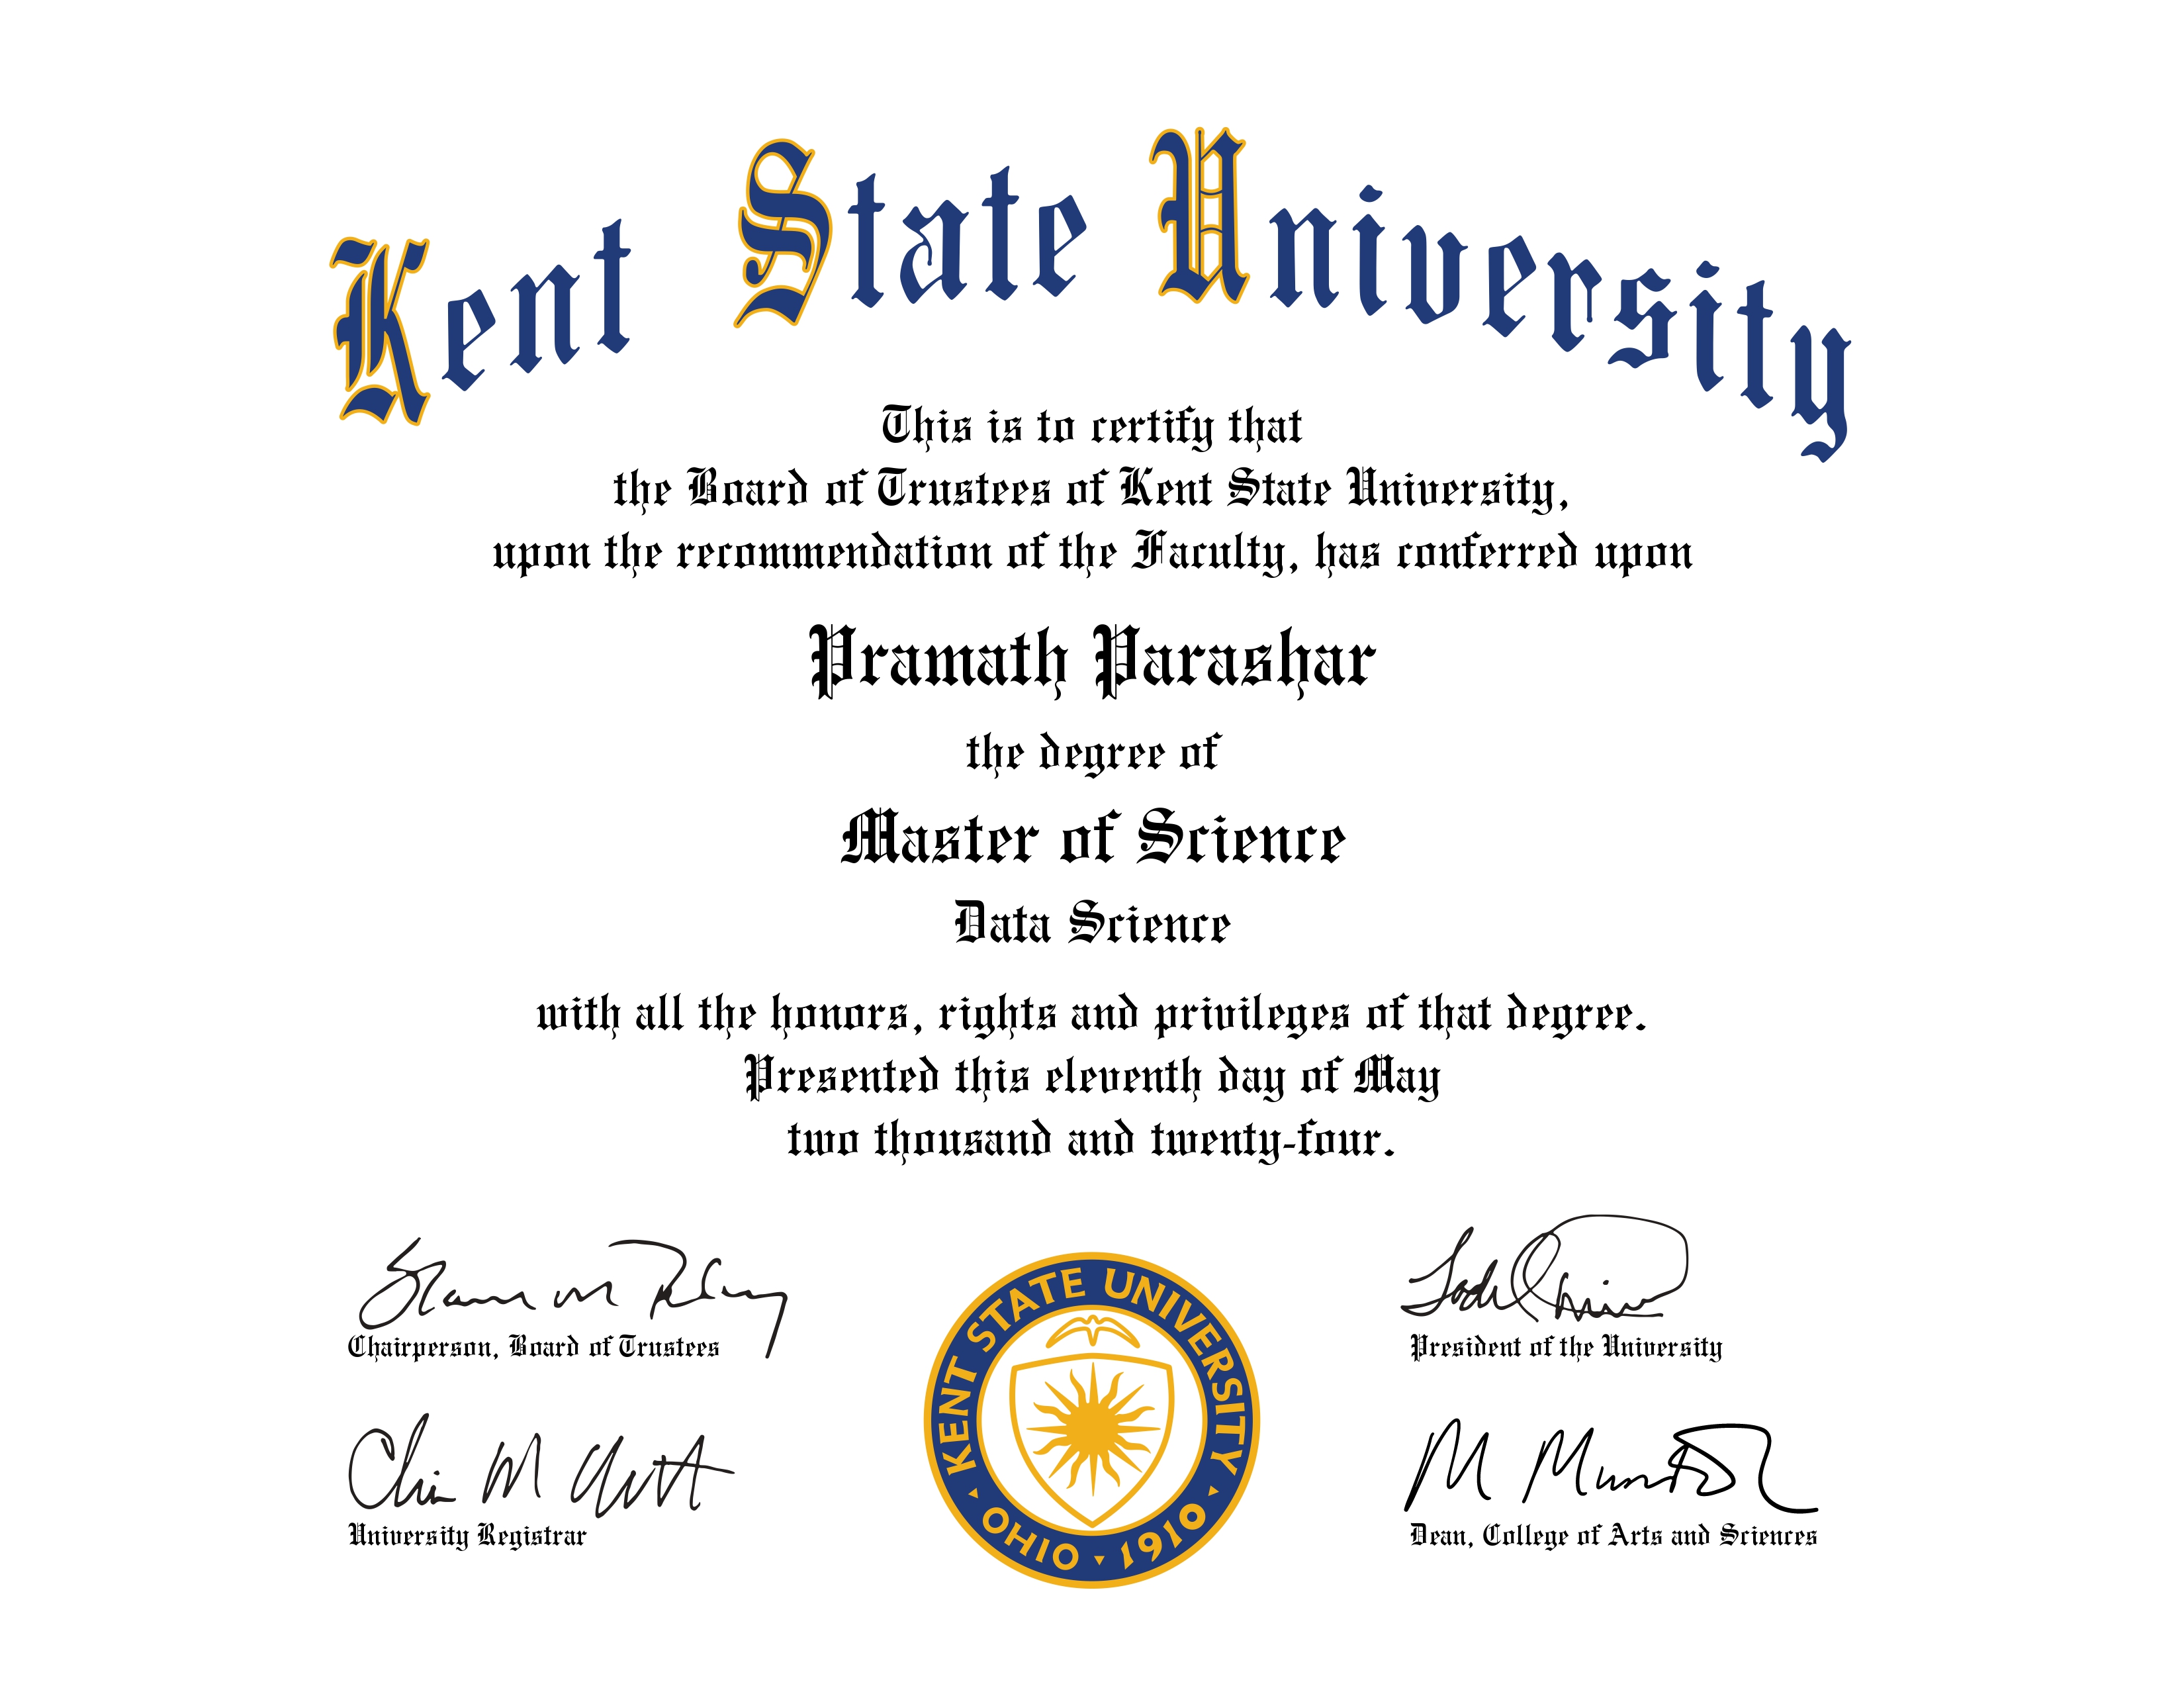 Kent State University
This is to certify that
the Board of Trustees of Kent State University,
upon the recommendation of the Faculty, has conferred upon
Pramath Parashar
the degree of
Master of Science
Data Science
with all the honors, rights and privileges of that degree.
Presented this eleventh day of May
two thousand and twenty-four.
Chairperson, Board of Trustees
President of the University
University Registrar
Dean, College of Arts and Sciences
KENT STATE UNIVERSITY
OHIO 1910